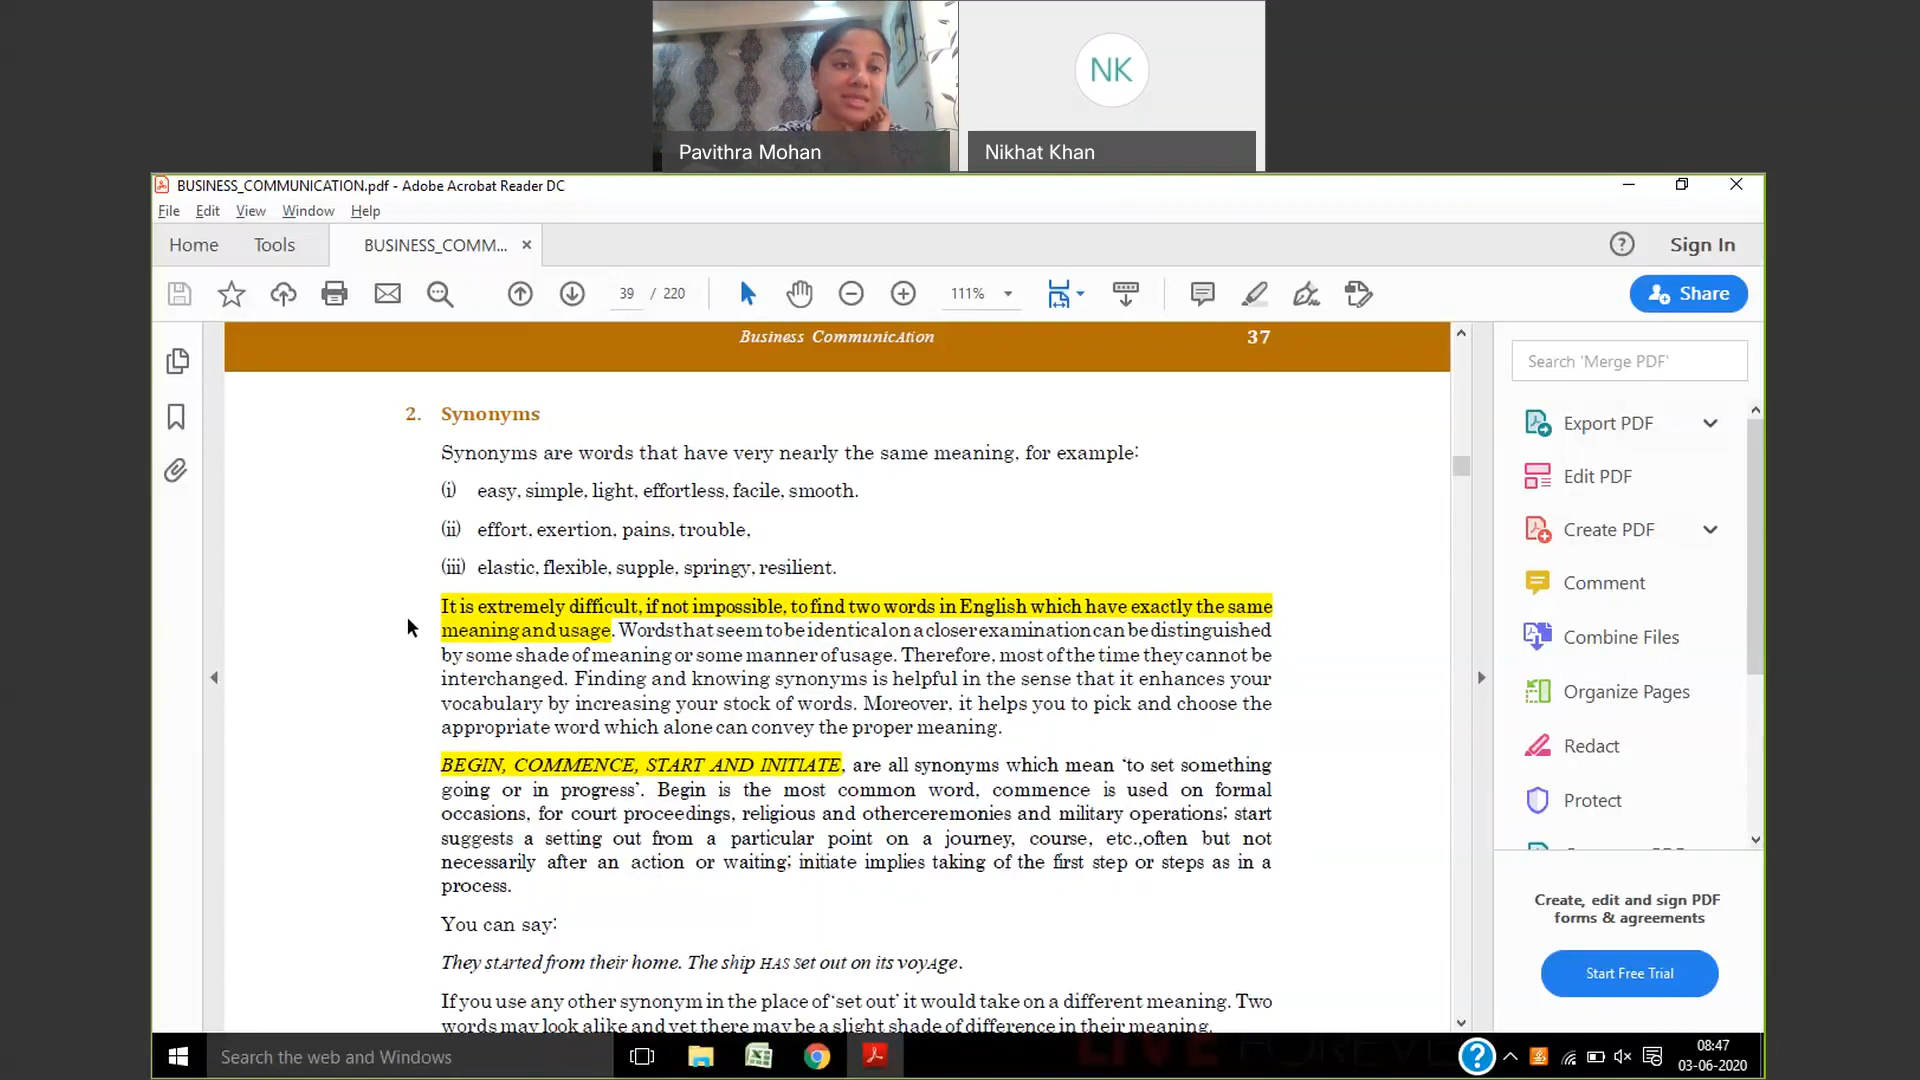 NK
Pavithra Mohan
Nikhat Khan
BUSINESS_COMMUNICATION.pdf - Adobe Acrobat Reader DC
File Edit View Window Help
Home Tools BUSINESS_COMM... × Sign In
39 / 220 111% Share
Business CommunicAtion 37
Search 'Merge PDF'
2. Synonyms
Synonyms are words that have very nearly the same meaning, for example:
(i) easy, simple, light, effortless, facile, smooth.
(ii) effort, exertion, pains, trouble,
(iii) elastic, flexible, supple, springy, resilient.
It is extremely difficult, if not impossible, to find two words in English which have exactly the same
meaning and usage. Words that seem to be identical on a closer examination can be distinguished
by some shade of meaning or some manner of usage. Therefore, most of the time they cannot be
interchanged. Finding and knowing synonyms is helpful in the sense that it enhances your
vocabulary by increasing your stock of words. Moreover, it helps you to pick and choose the
appropriate word which alone can convey the proper meaning.
BEGIN, COMMENCE, START AND INITIATE, are all synonyms which mean ‘to set something
going or in progress’. Begin is the most common word, commence is used on formal
occasions, for court proceedings, religious and otherceremonies and military operations; start
suggests a setting out from a particular point on a journey, course, etc.,often but not
necessarily after an action or waiting; initiate implies taking of the first step or steps as in a
process.
You can say:
They stArted from their home. The ship HAS set out on its voyAge.
If you use any other synonym in the place of ‘set out’ it would take on a different meaning. Two
words may look alike and yet there may be a slight shade of difference in their meaning.
Export PDF
Edit PDF
Create PDF
Comment
Combine Files
Organize Pages
Redact
Protect
Create, edit and sign PDF
forms & agreements
Start Free Trial
Search the web and Windows
08:47
03-06-2020